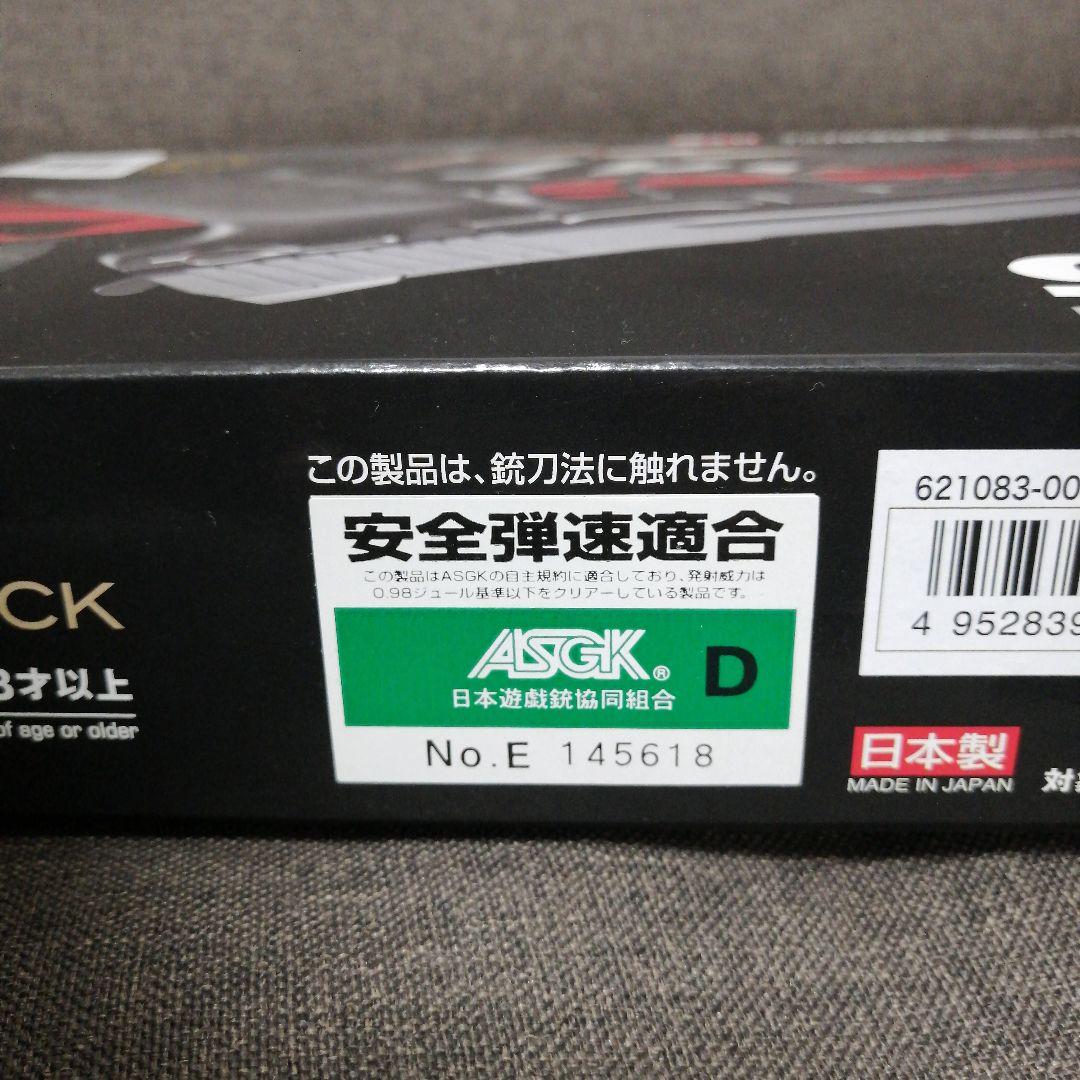 この製品は、銃刀法に触れません。
安全弾速適合
この製品はASGKの自主規約に適合しており、発射威力は
0.98ジュール基準以下をクリアーしている製品です。
ASGK® D
日本遊戯銃協同組合
No.E 145618
CK
8才以上
of age or older
621083-00
4 952839
日本製
MADE IN JAPAN
対